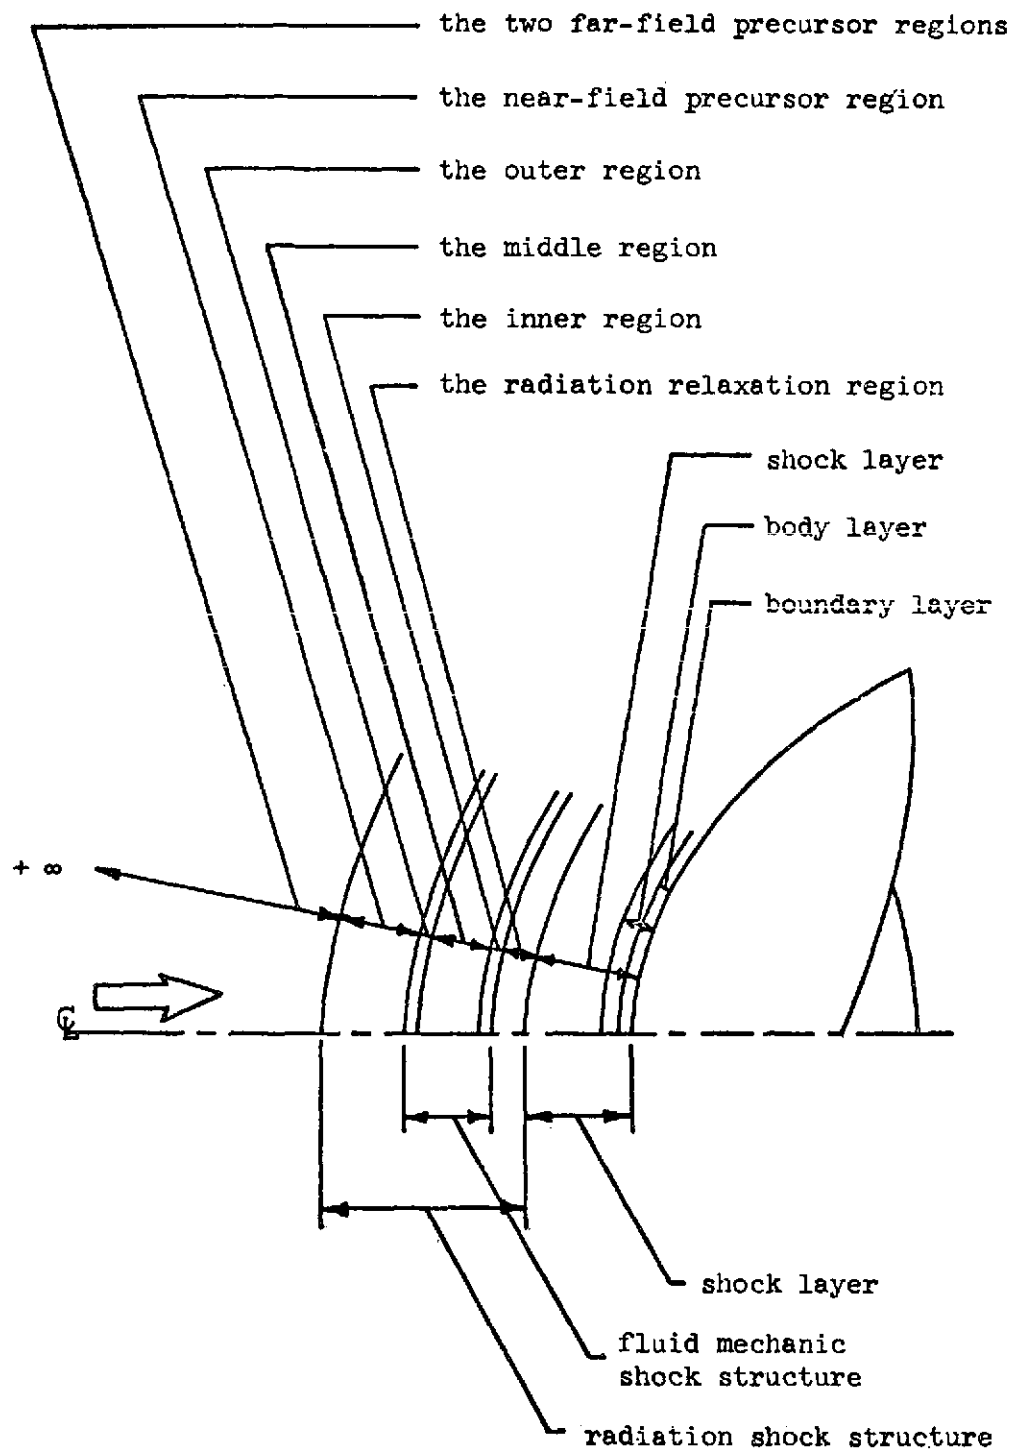 the two far-field precursor regions
the near-field precursor region
the outer region
the middle region
the inner region
the radiation relaxation region
shock layer
body layer
boundary layer
+ ∞
℄
shock layer
fluid mechanic
shock structure
radiation shock structure